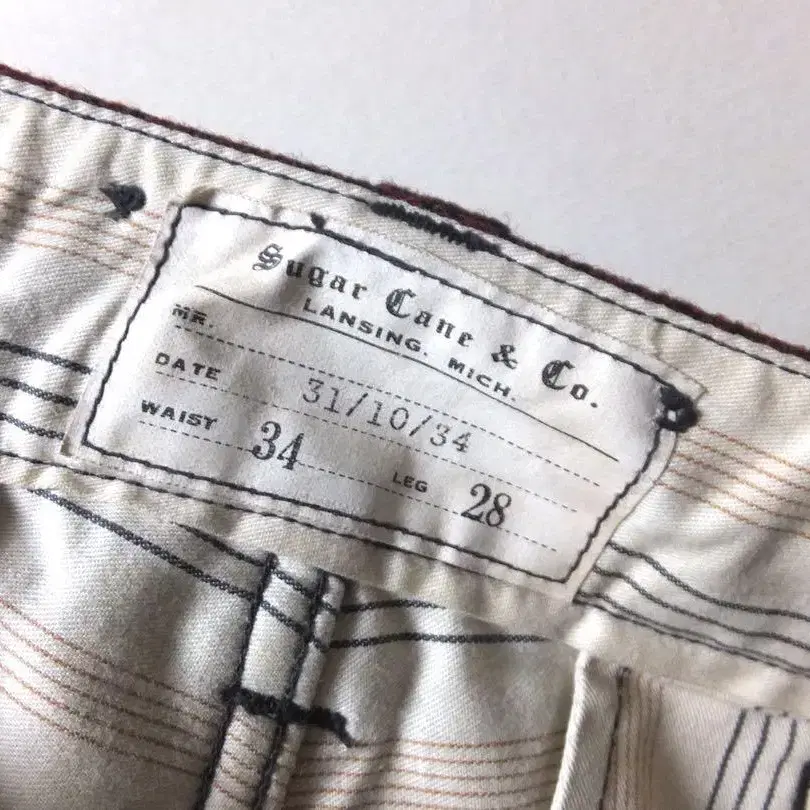 Sugar Cane & Co.
LANSING, MICH.
MR.
DATE 31/10/34
WAIST 34 LEG 28